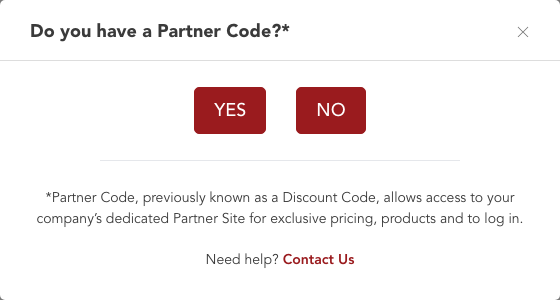 Do you have a Partner Code?*
YES
NO
*Partner Code, previously known as a Discount Code, allows access to your
company’s dedicated Partner Site for exclusive pricing, products and to log in.
Need help? Contact Us